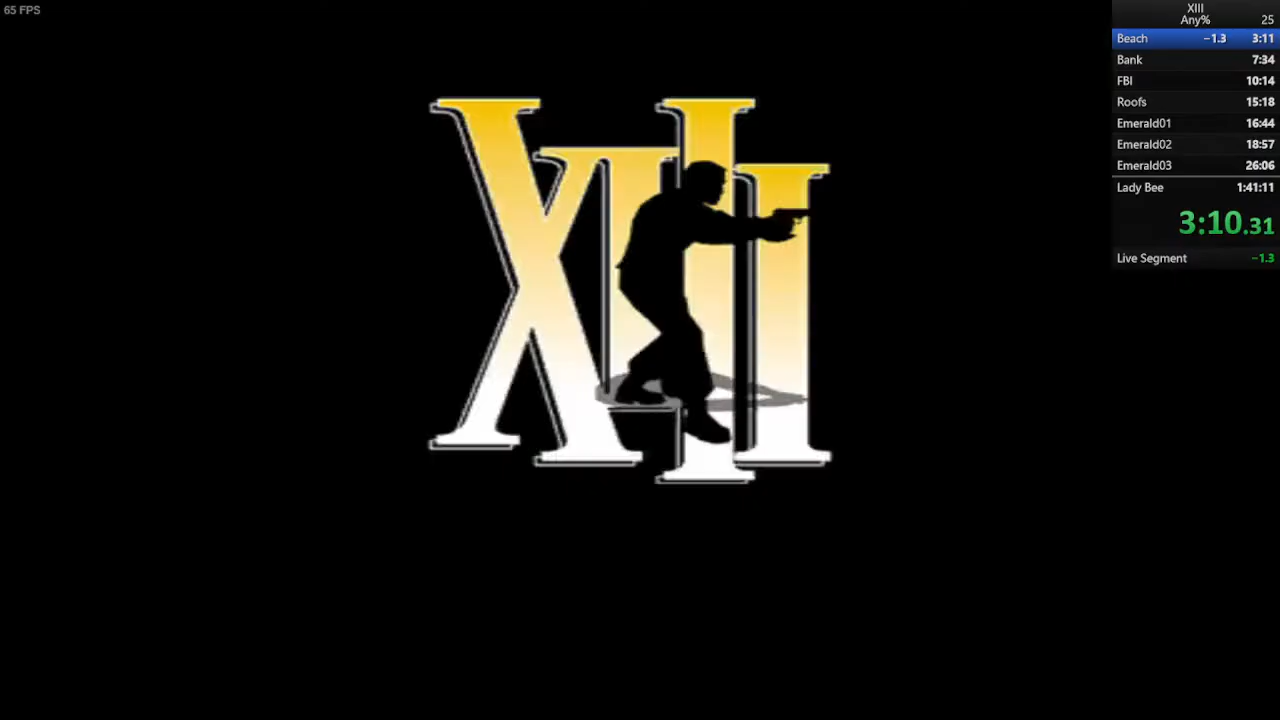 65 FPS
XIII
XIII
Any% 25
Beach −1.3 3:11
Bank 7:34
FBI 10:14
Roofs 15:18
Emerald01 16:44
Emerald02 18:57
Emerald03 26:06
Lady Bee 1:41:11
3:10.31
Live Segment −1.3